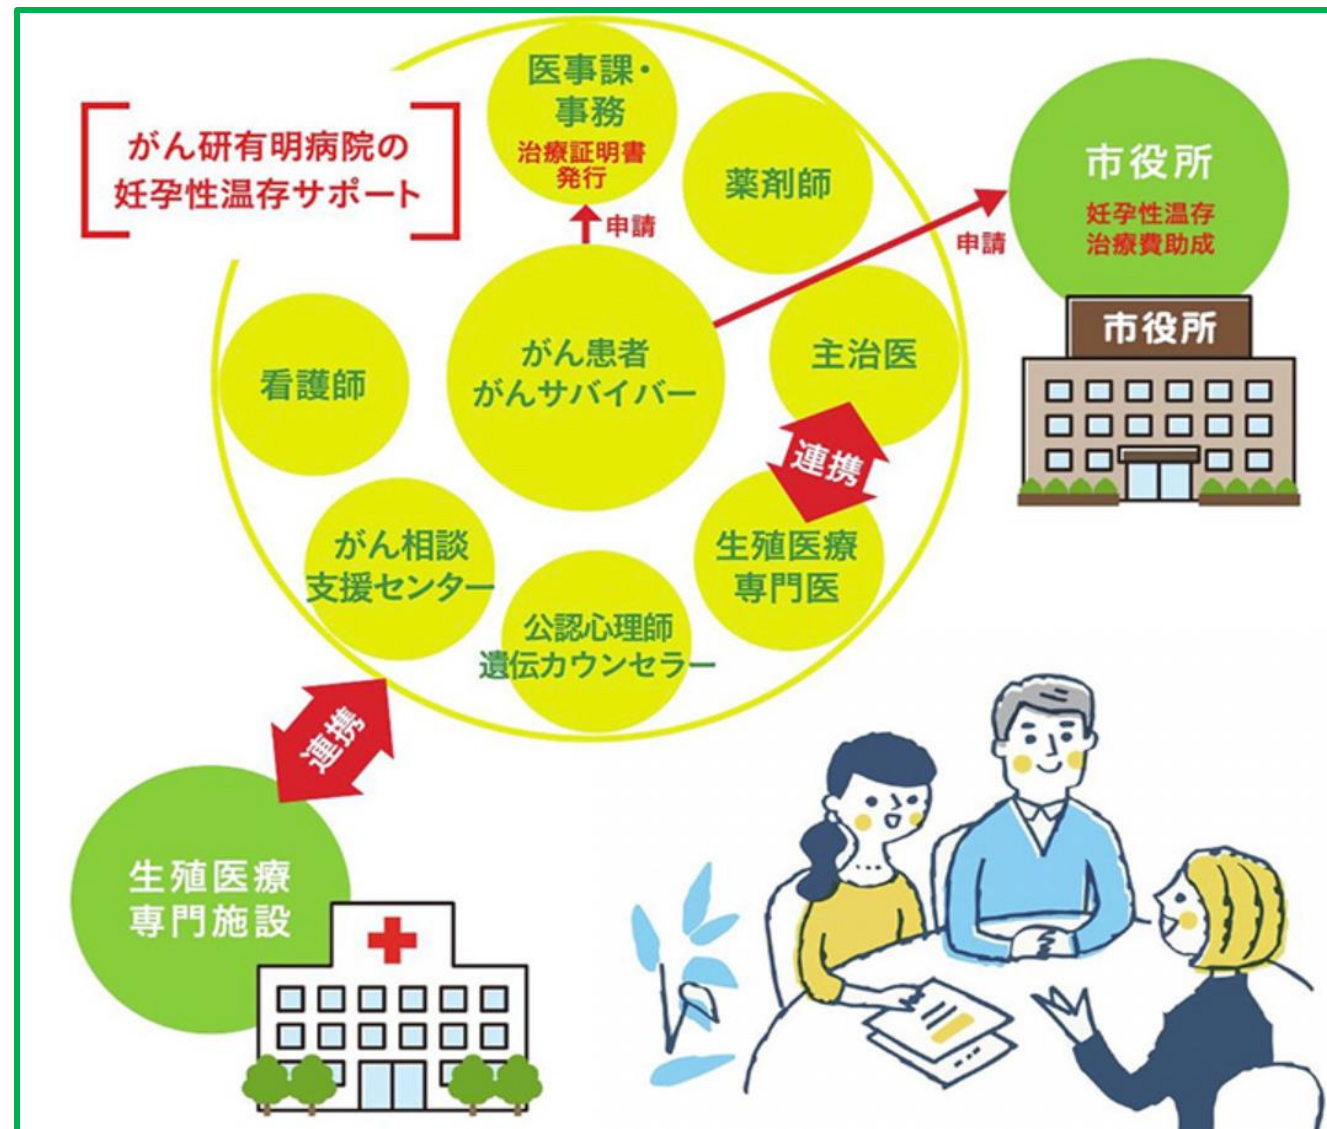 がん研有明病院の
妊孕性温存サポート
医事課・
事務
治療証明書
発行
申請
薬剤師
市役所
妊孕性温存
治療費助成
申請
市役所
がん患者
がんサバイバー
主治医
連携
看護師
生殖医療
専門医
がん相談
支援センター
公認心理師
遺伝カウンセラー
連携
生殖医療
専門施設